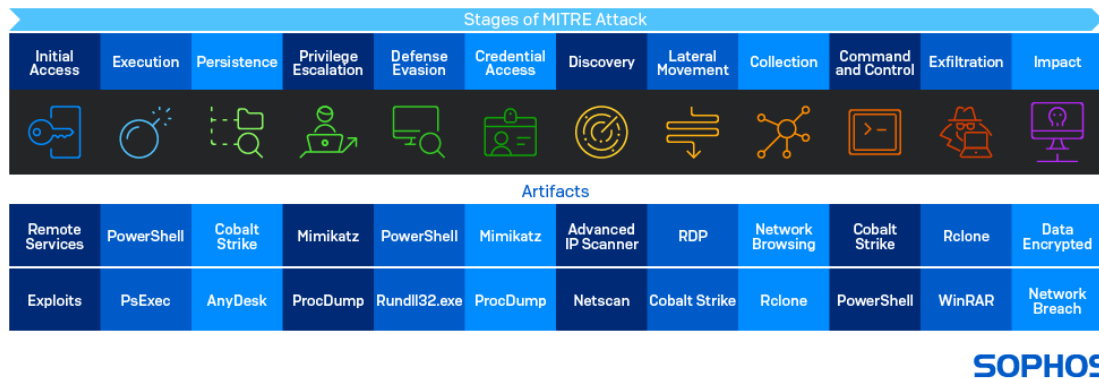 Stages of MITRE Attack
Initial Access
Execution
Persistence
Privilege Escalation
Defense Evasion
Credential Access
Discovery
Lateral Movement
Collection
Command and Control
Exfiltration
Impact
Artifacts
Remote Services
PowerShell
Cobalt Strike
Mimikatz
PowerShell
Mimikatz
Advanced IP Scanner
RDP
Network Browsing
Cobalt Strike
Rclone
Data Encrypted
Exploits
PsExec
AnyDesk
ProcDump
Rundll32.exe
ProcDump
Netscan
Cobalt Strike
Rclone
PowerShell
WinRAR
Network Breach
SOPHOS